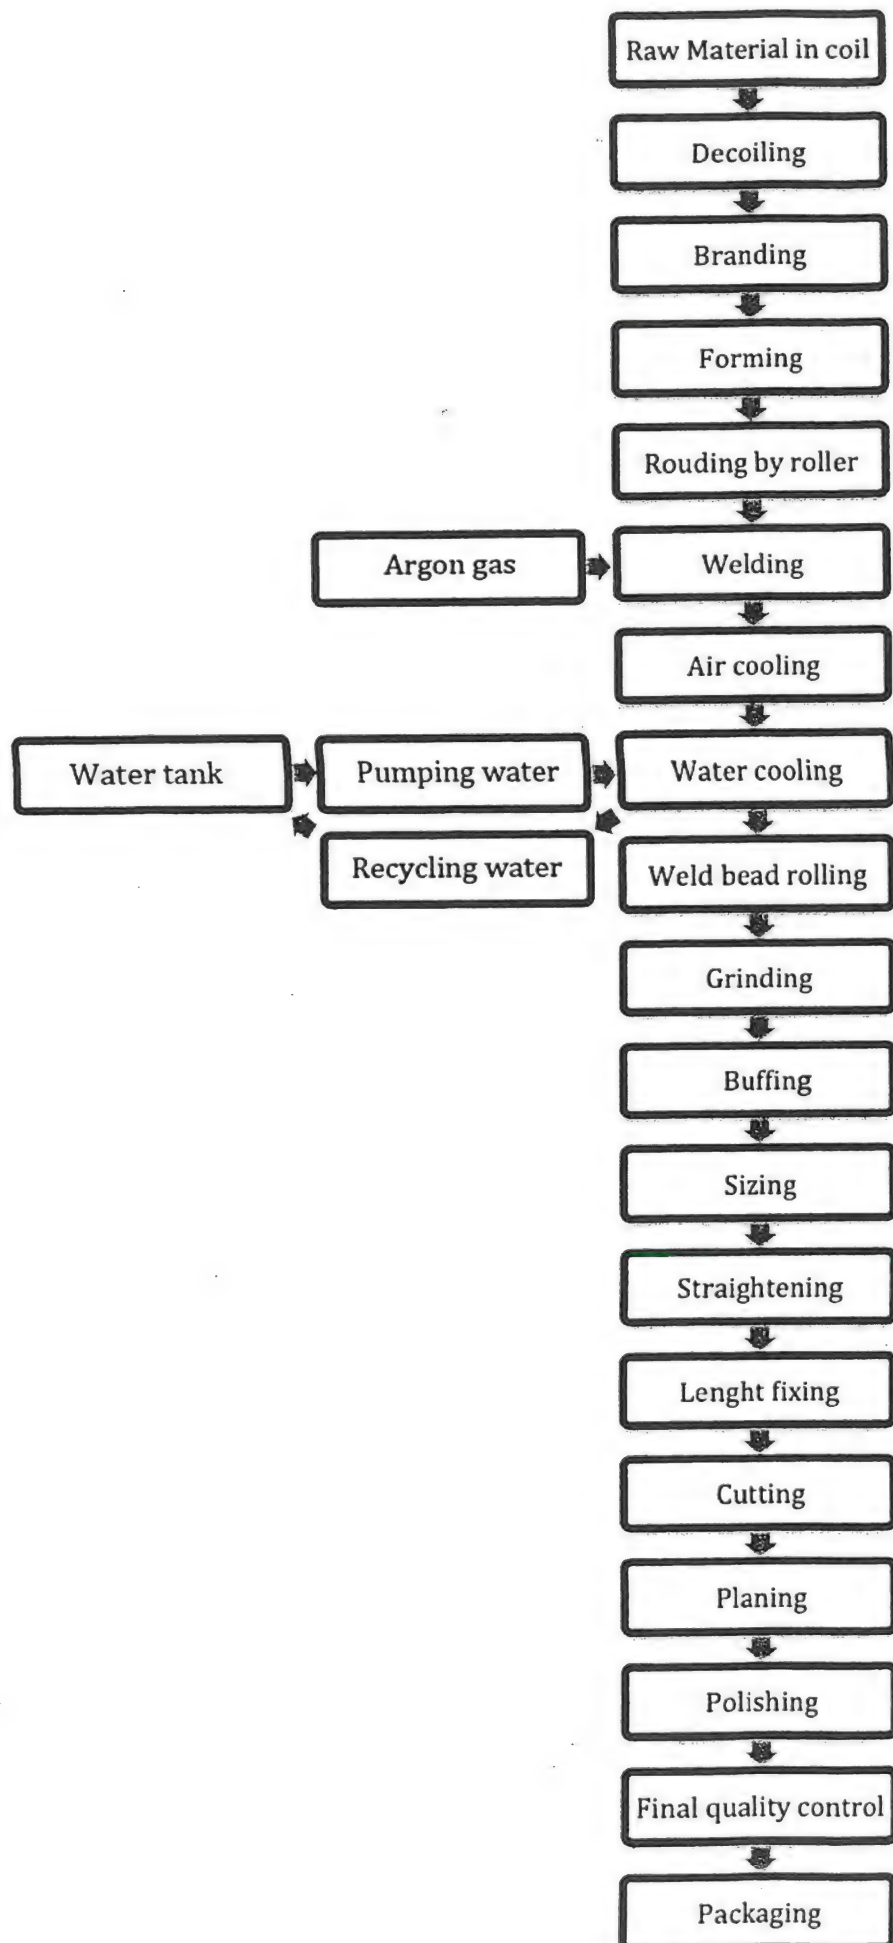 Raw Material in coil
Decoiling
Branding
Forming
Rouding by roller
Argon gas
Welding
Air cooling
Water tank
Pumping water
Water cooling
Recycling water
Weld bead rolling
Grinding
Buffing
Sizing
Straightening
Lenght fixing
Cutting
Planing
Polishing
Final quality control
Packaging